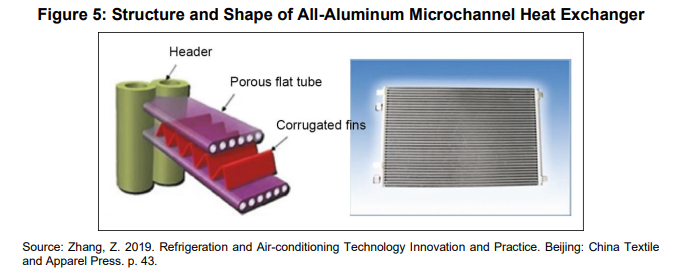 Figure 5: Structure and Shape of All-Aluminum Microchannel Heat Exchanger
Header
Porous flat tube
Corrugated fins
Source: Zhang, Z. 2019. Refrigeration and Air-conditioning Technology Innovation and Practice. Beijing: China Textile
and Apparel Press. p. 43.